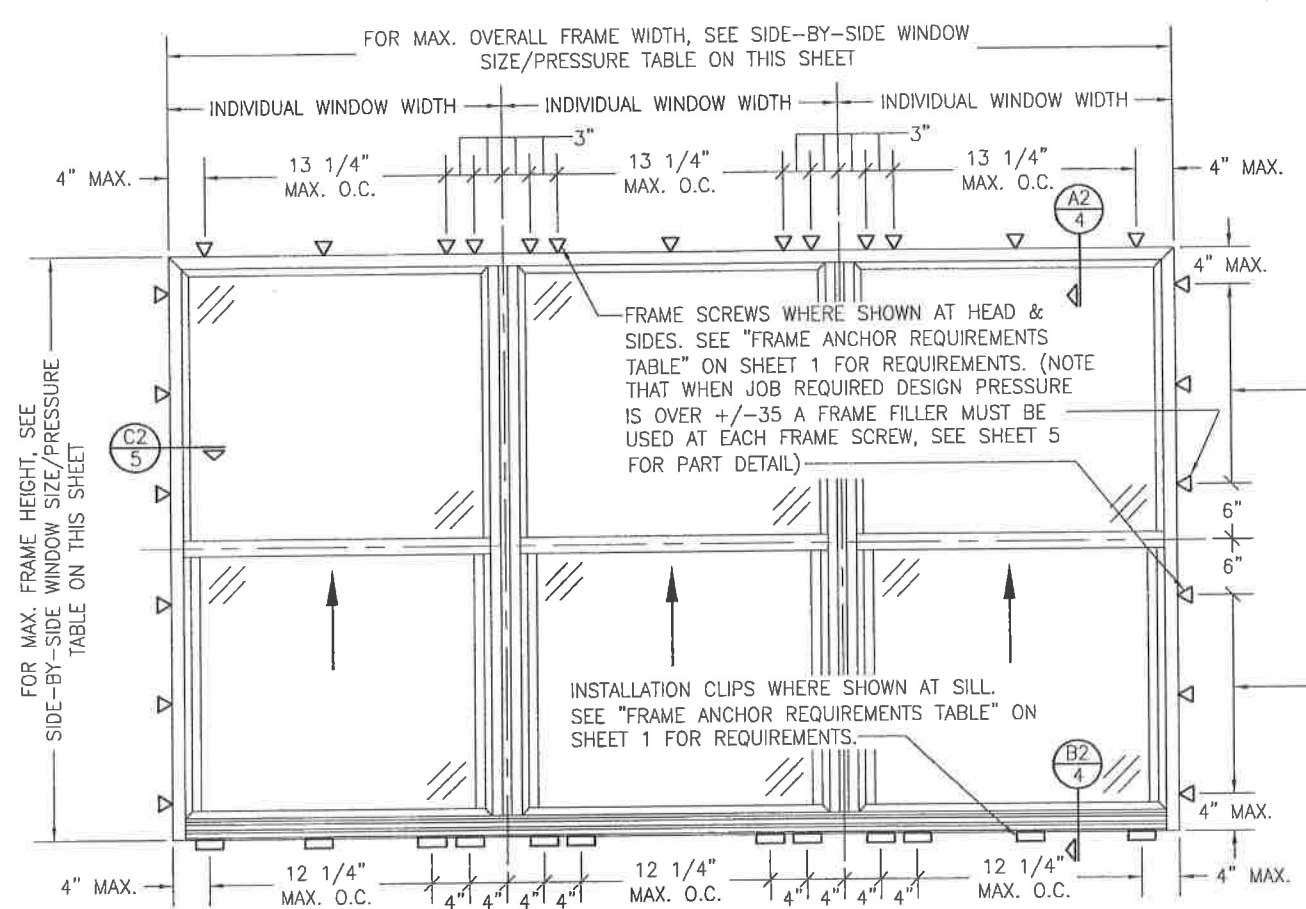 FOR MAX. OVERALL FRAME WIDTH, SEE SIDE-BY-SIDE WINDOW
SIZE/PRESSURE TABLE ON THIS SHEET
INDIVIDUAL WINDOW WIDTH
INDIVIDUAL WINDOW WIDTH
INDIVIDUAL WINDOW WIDTH
3"
3"
4" MAX.
13 1/4"
MAX. O.C.
13 1/4"
MAX. O.C.
13 1/4"
MAX. O.C.
4" MAX.
A2
4
4" MAX.
FRAME SCREWS WHERE SHOWN AT HEAD &
SIDES. SEE "FRAME ANCHOR REQUIREMENTS
TABLE" ON SHEET 1 FOR REQUIREMENTS. (NOTE
THAT WHEN JOB REQUIRED DESIGN PRESSURE
IS OVER +/-35 A FRAME FILLER MUST BE
USED AT EACH FRAME SCREW, SEE SHEET 5
FOR PART DETAIL)
C2
5
FOR MAX. FRAME HEIGHT, SEE
SIDE-BY-SIDE WINDOW SIZE/PRESSURE
TABLE ON THIS SHEET
6"
6"
INSTALLATION CLIPS WHERE SHOWN AT SILL.
SEE "FRAME ANCHOR REQUIREMENTS TABLE" ON
SHEET 1 FOR REQUIREMENTS.
B2
4
4" MAX.
4" MAX.
12 1/4"
MAX. O.C.
4"
4"
4"
4"
12 1/4"
MAX. O.C.
4"
4"
4"
4"
12 1/4"
MAX. O.C.
4" MAX.